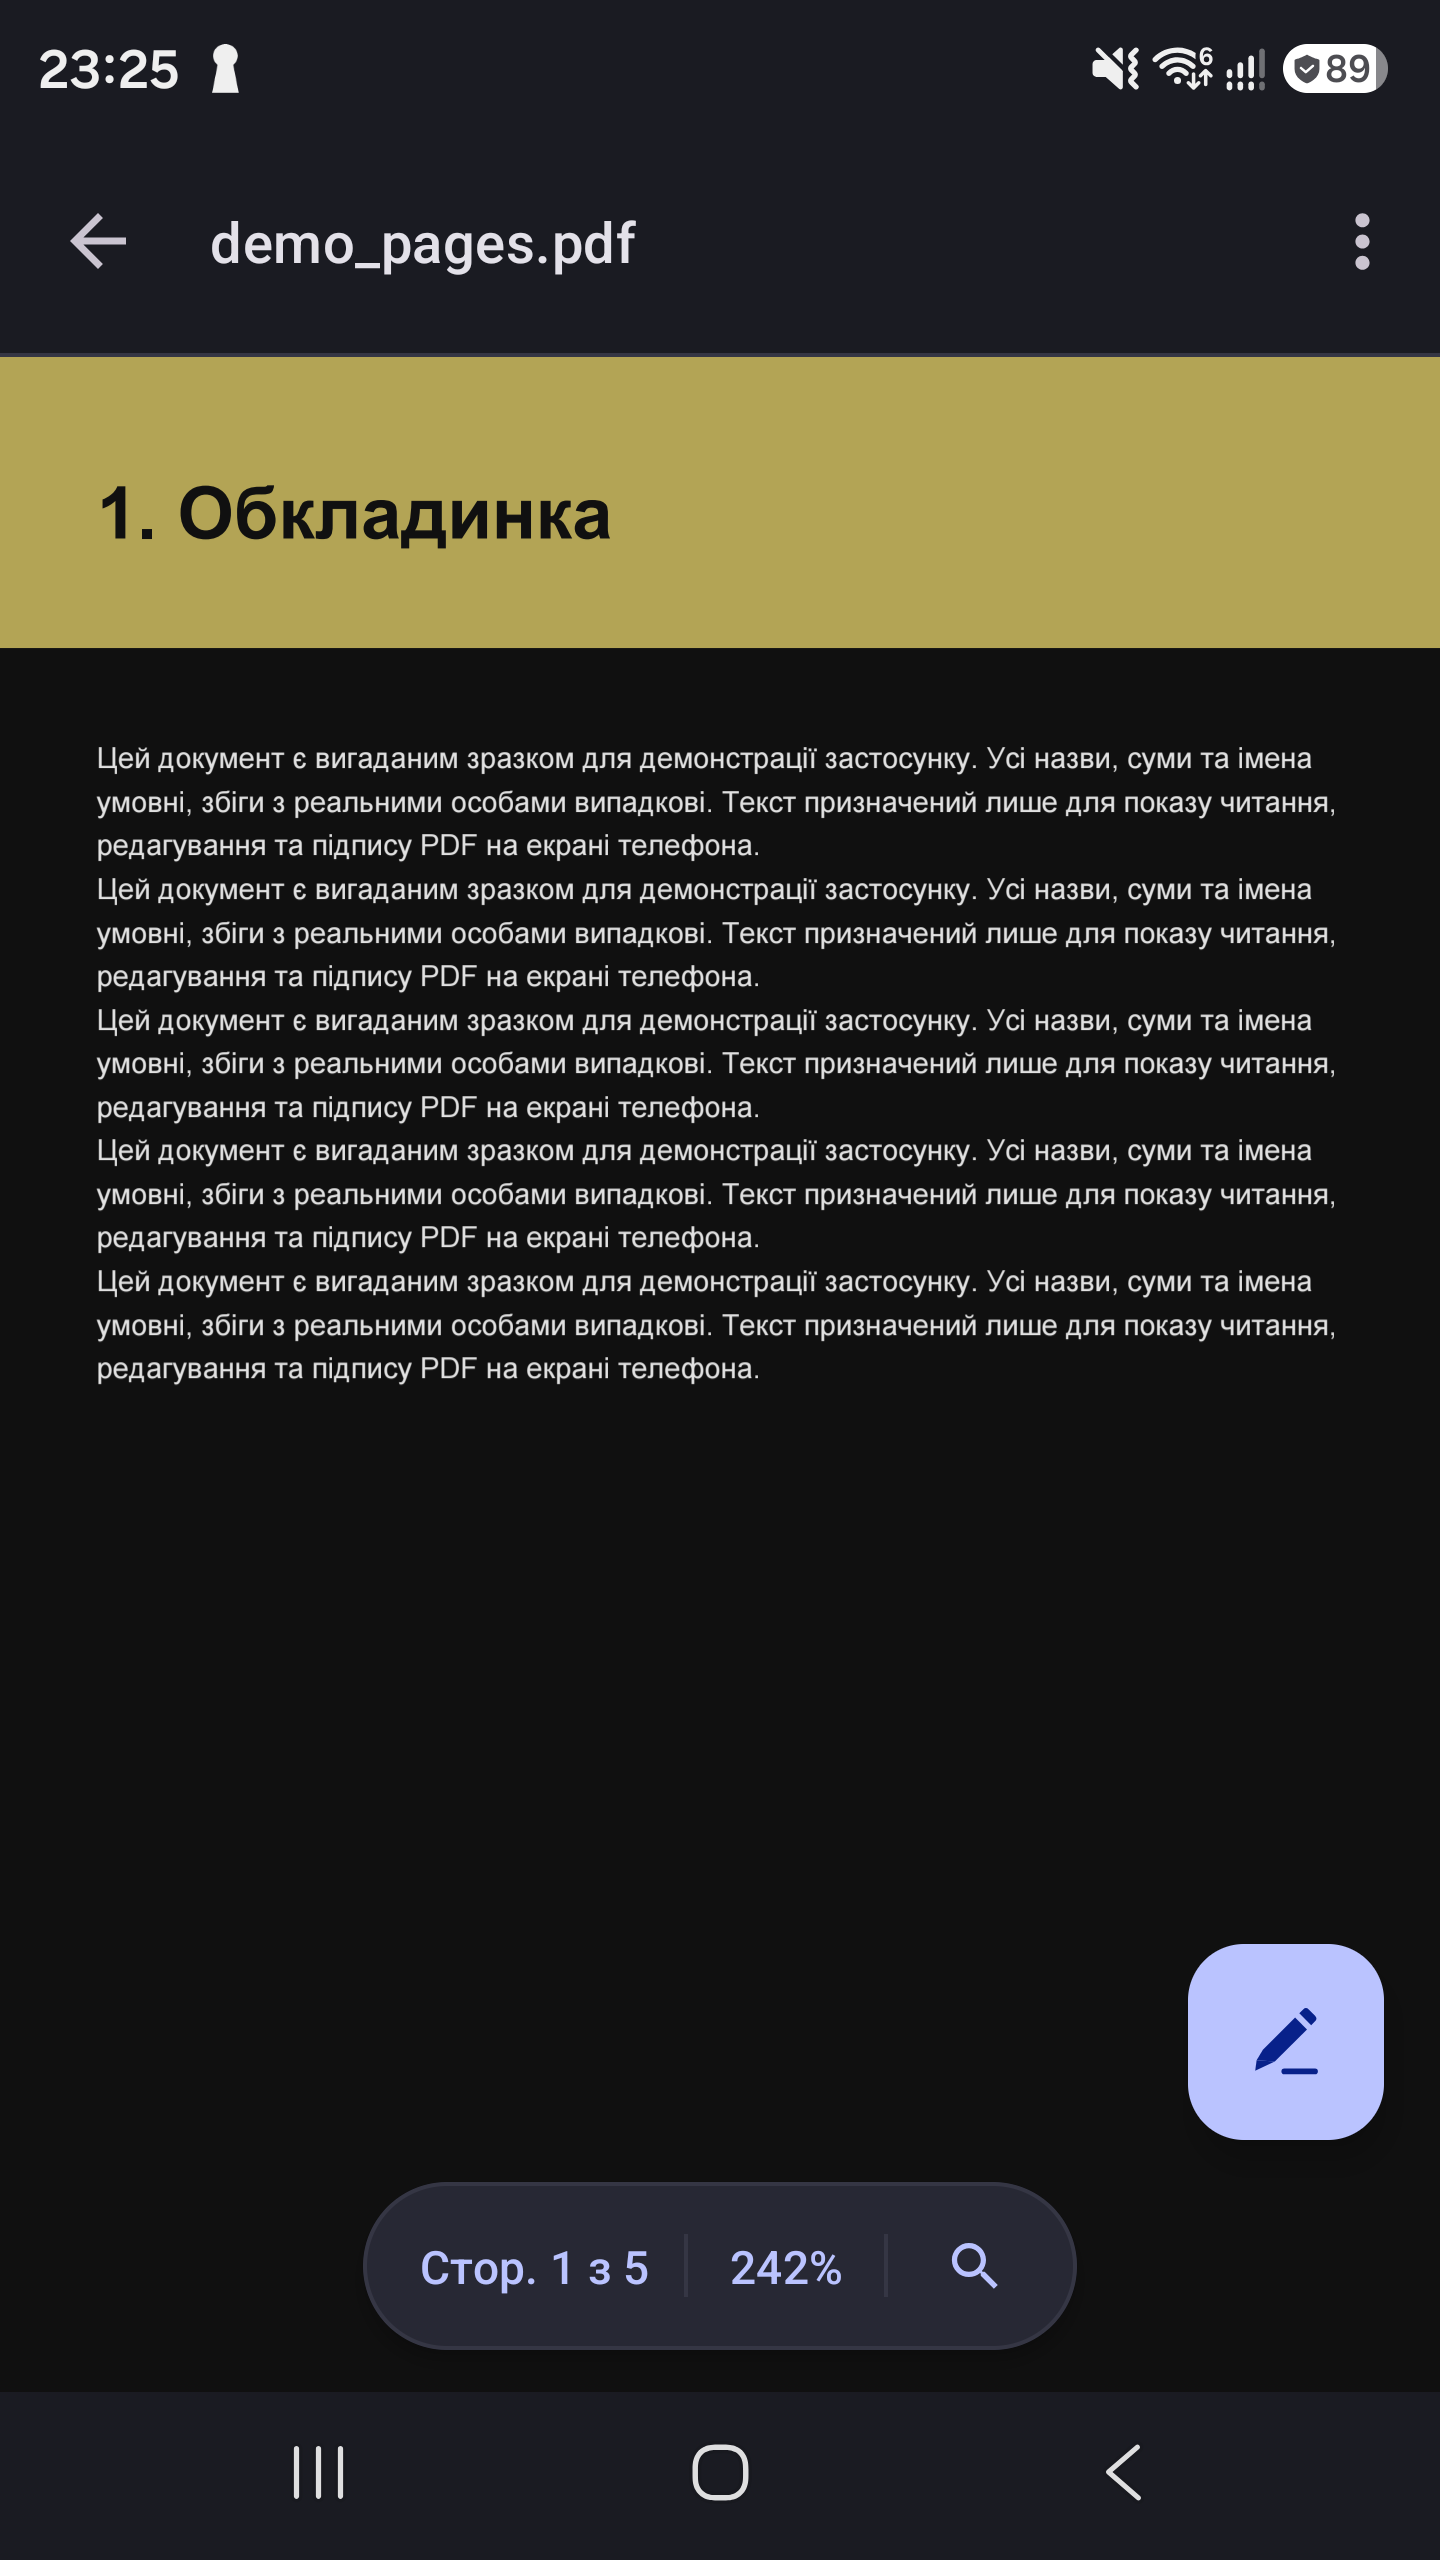 23:25
6
89
demo_pages.pdf
1. Обкладинка
Цей документ є вигаданим зразком для демонстрації застосунку. Усі назви, суми та імена
умовні, збіги з реальними особами випадкові. Текст призначений лише для показу читання,
редагування та підпису PDF на екрані телефона.
Цей документ є вигаданим зразком для демонстрації застосунку. Усі назви, суми та імена
умовні, збіги з реальними особами випадкові. Текст призначений лише для показу читання,
редагування та підпису PDF на екрані телефона.
Цей документ є вигаданим зразком для демонстрації застосунку. Усі назви, суми та імена
умовні, збіги з реальними особами випадкові. Текст призначений лише для показу читання,
редагування та підпису PDF на екрані телефона.
Цей документ є вигаданим зразком для демонстрації застосунку. Усі назви, суми та імена
умовні, збіги з реальними особами випадкові. Текст призначений лише для показу читання,
редагування та підпису PDF на екрані телефона.
Цей документ є вигаданим зразком для демонстрації застосунку. Усі назви, суми та імена
умовні, збіги з реальними особами випадкові. Текст призначений лише для показу читання,
редагування та підпису PDF на екрані телефона.
Стор. 1 з 5
242%